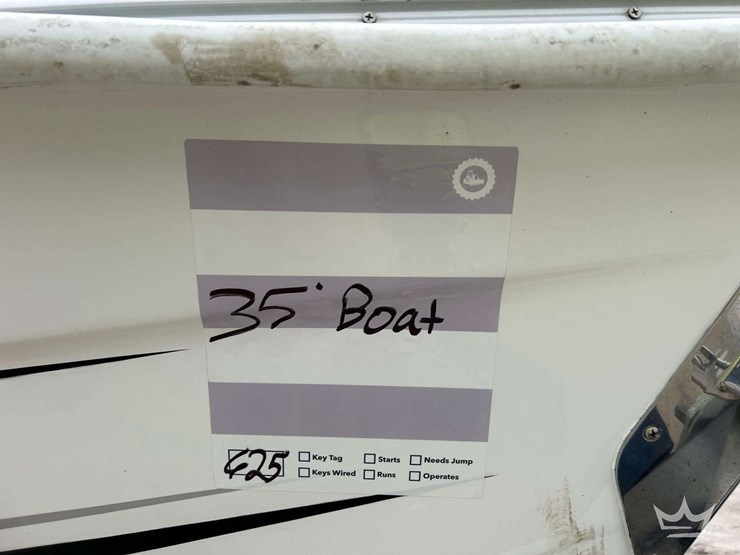 35' Boat
625
Key Tag Starts Needs Jump
Keys Wired Runs Operates